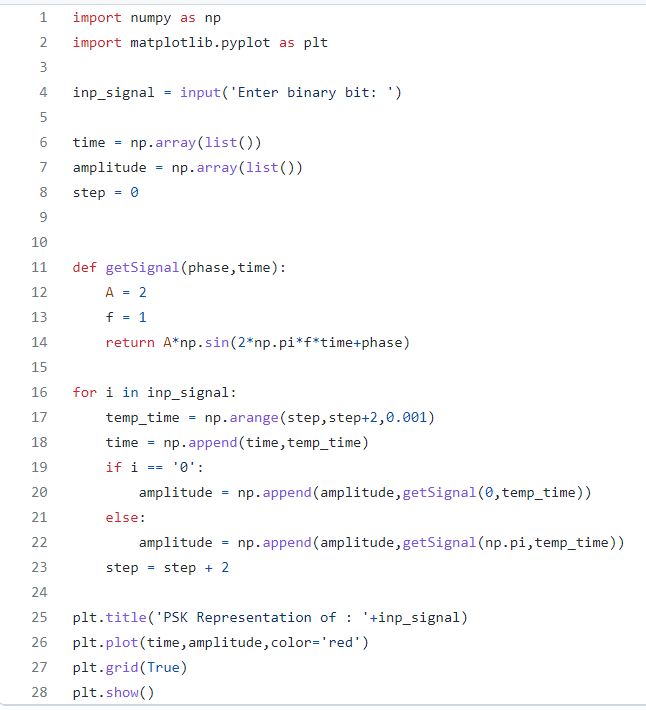 1 import numpy as np
2 import matplotlib.pyplot as plt
3
4 inp_signal = input('Enter binary bit: ')
5
6 time = np.array(list())
7 amplitude = np.array(list())
8 step = 0
9
10
11 def getSignal(phase,time):
12     A = 2
13     f = 1
14     return A*np.sin(2*np.pi*f*time+phase)
15
16 for i in inp_signal:
17     temp_time = np.arange(step,step+2,0.001)
18     time = np.append(time,temp_time)
19     if i == '0':
20         amplitude = np.append(amplitude,getSignal(0,temp_time))
21     else:
22         amplitude = np.append(amplitude,getSignal(np.pi,temp_time))
23     step = step + 2
24
25 plt.title('PSK Representation of : '+inp_signal)
26 plt.plot(time,amplitude,color='red')
27 plt.grid(True)
28 plt.show()